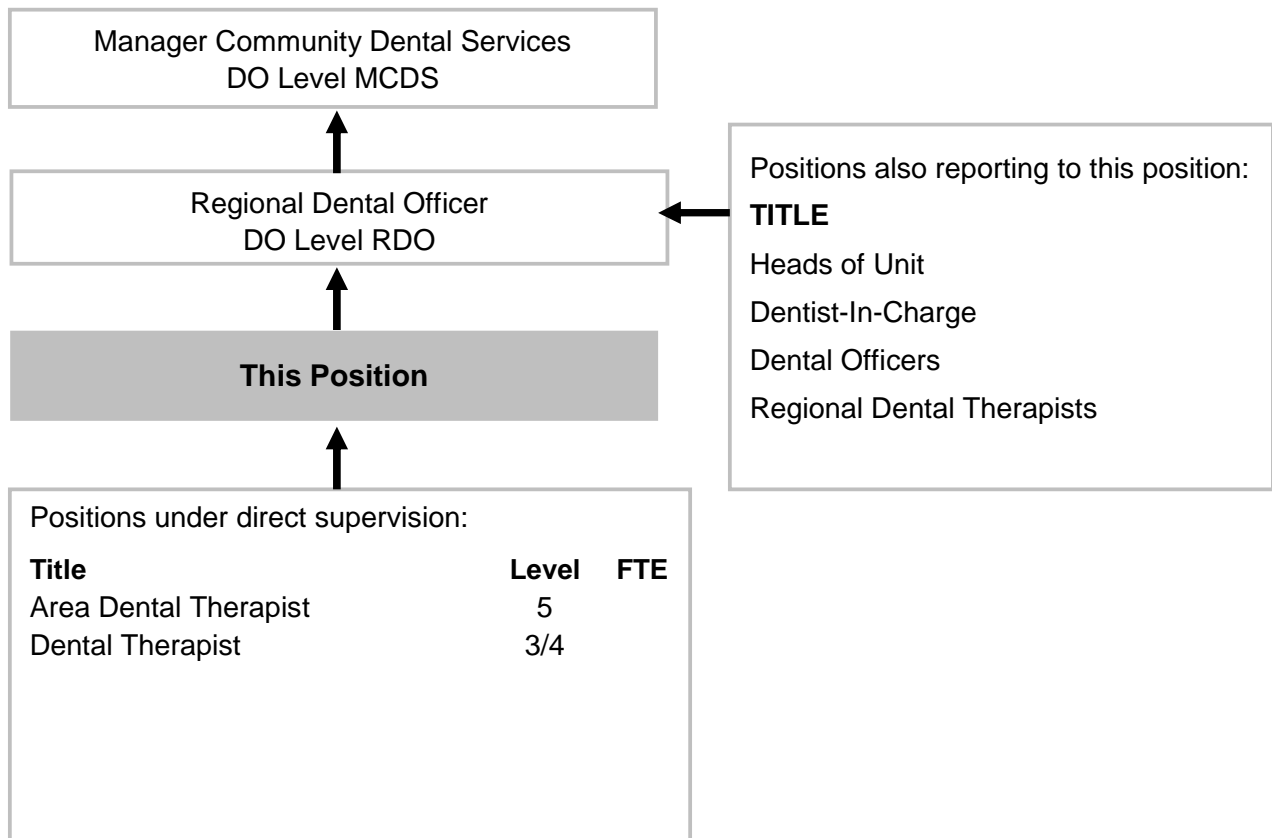 Manager Community Dental Services
DO Level MCDS
Regional Dental Officer
DO Level RDO
Positions also reporting to this position:
TITLE
Heads of Unit
Dentist-In-Charge
Dental Officers
Regional Dental Therapists
This Position
Positions under direct supervision:
Title Level FTE
Area Dental Therapist 5
Dental Therapist 3/4